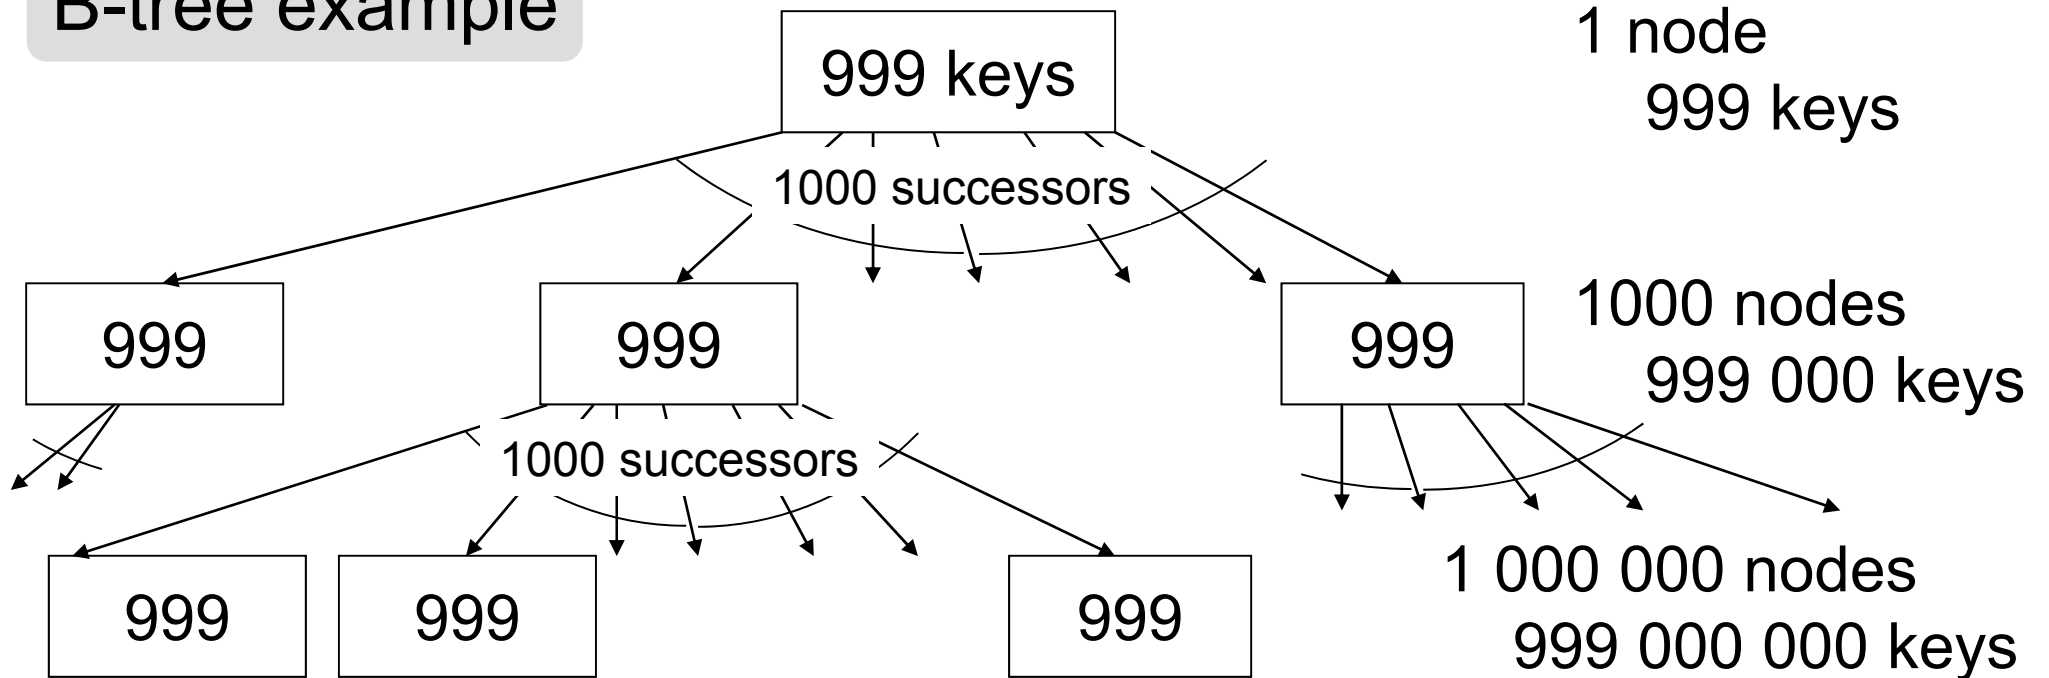 B-tree example
999 keys
1 node
999 keys
1000 successors
999
999
999
1000 nodes
999 000 keys
1000 successors
999
999
999
1 000 000 nodes
999 000 000 keys